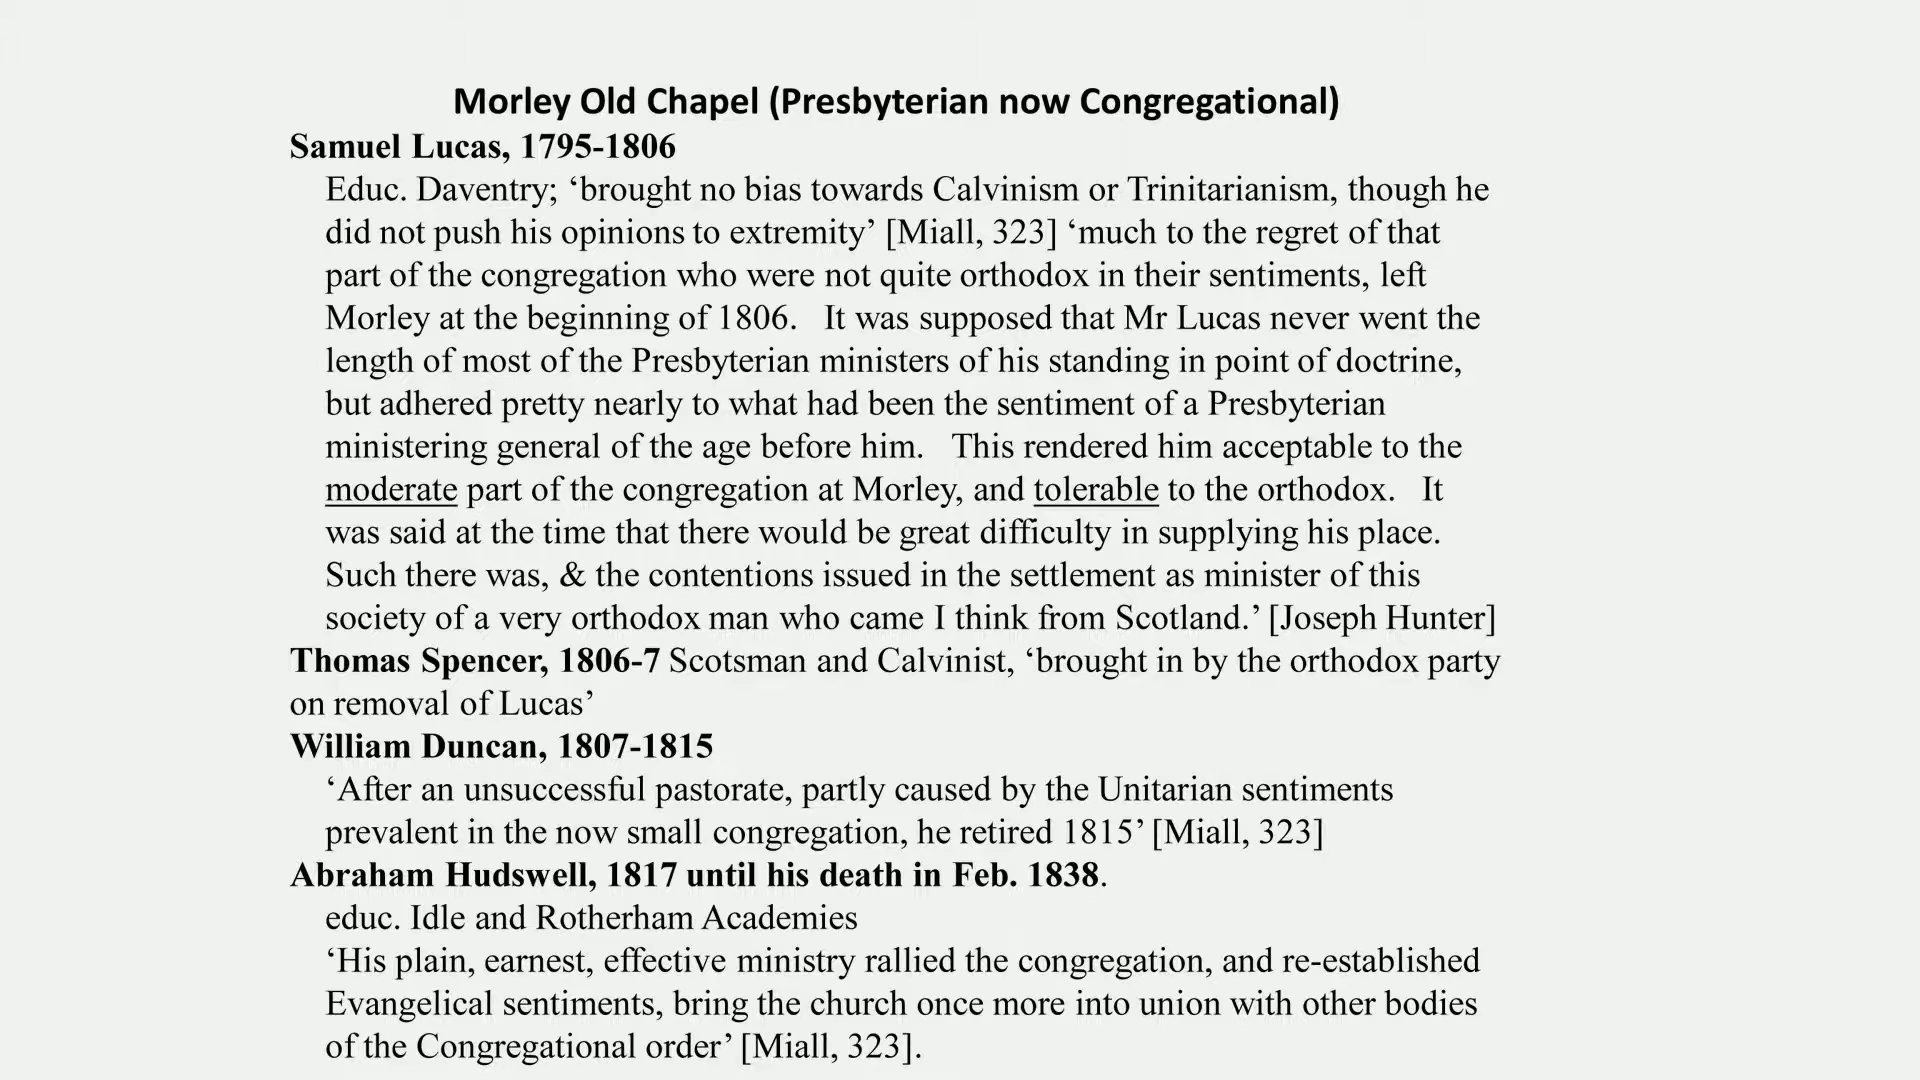 Morley Old Chapel (Presbyterian now Congregational)
Samuel Lucas, 1795-1806
Educ. Daventry; ‘brought no bias towards Calvinism or Trinitarianism, though he
did not push his opinions to extremity’ [Miall, 323] ‘much to the regret of that
part of the congregation who were not quite orthodox in their sentiments, left
Morley at the beginning of 1806.   It was supposed that Mr Lucas never went the
length of most of the Presbyterian ministers of his standing in point of doctrine,
but adhered pretty nearly to what had been the sentiment of a Presbyterian
ministering general of the age before him.   This rendered him acceptable to the
moderate part of the congregation at Morley, and tolerable to the orthodox.   It
was said at the time that there would be great difficulty in supplying his place.
Such there was, & the contentions issued in the settlement as minister of this
society of a very orthodox man who came I think from Scotland.’ [Joseph Hunter]
Thomas Spencer, 1806-7 Scotsman and Calvinist, ‘brought in by the orthodox party
on removal of Lucas’
William Duncan, 1807-1815
‘After an unsuccessful pastorate, partly caused by the Unitarian sentiments
prevalent in the now small congregation, he retired 1815’ [Miall, 323]
Abraham Hudswell, 1817 until his death in Feb. 1838.
educ. Idle and Rotherham Academies
‘His plain, earnest, effective ministry rallied the congregation, and re-established
Evangelical sentiments, bring the church once more into union with other bodies
of the Congregational order’ [Miall, 323].